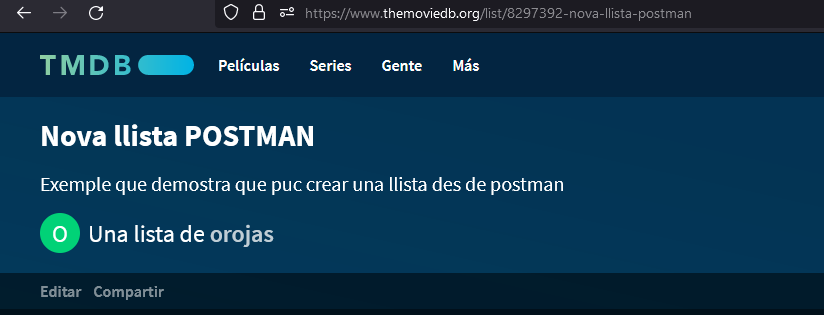 https://www.themoviedb.org/list/8297392-nova-llista-postman
TMDB Películas Series Gente Más
Nova llista POSTMAN
Exemple que demostra que puc crear una llista des de postman
O Una lista de orojas
Editar Compartir